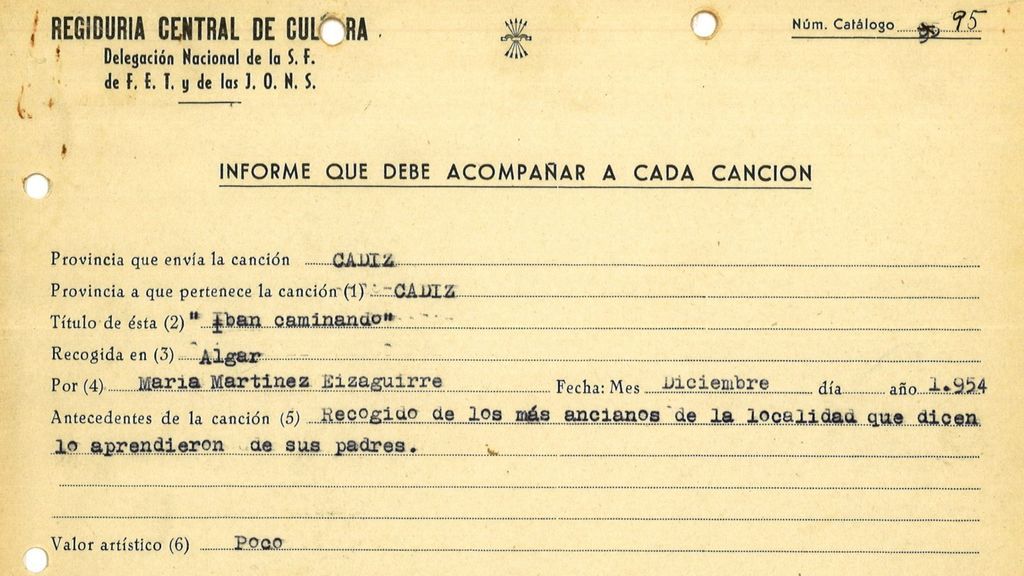 REGIDURIA CENTRAL DE CULTURA
Delegación Nacional de la S. F.
de F. E. T. y de las J. O. N. S.
Núm. Catálogo 95
INFORME QUE DEBE ACOMPAÑAR A CADA CANCION
Provincia que envía la canción CADIZ
Provincia a que pertenece la canción (1) CADIZ
Título de ésta (2) " Iban caminando"
Recogida en (3) Algar
Por (4) Maria Martinez Eizaguirre Fecha: Mes Diciembre día año 1.954
Antecedentes de la canción (5) Recogido de los más ancianos de la localidad que dicen
lo aprendieron de sus padres.
Valor artístico (6) Poco